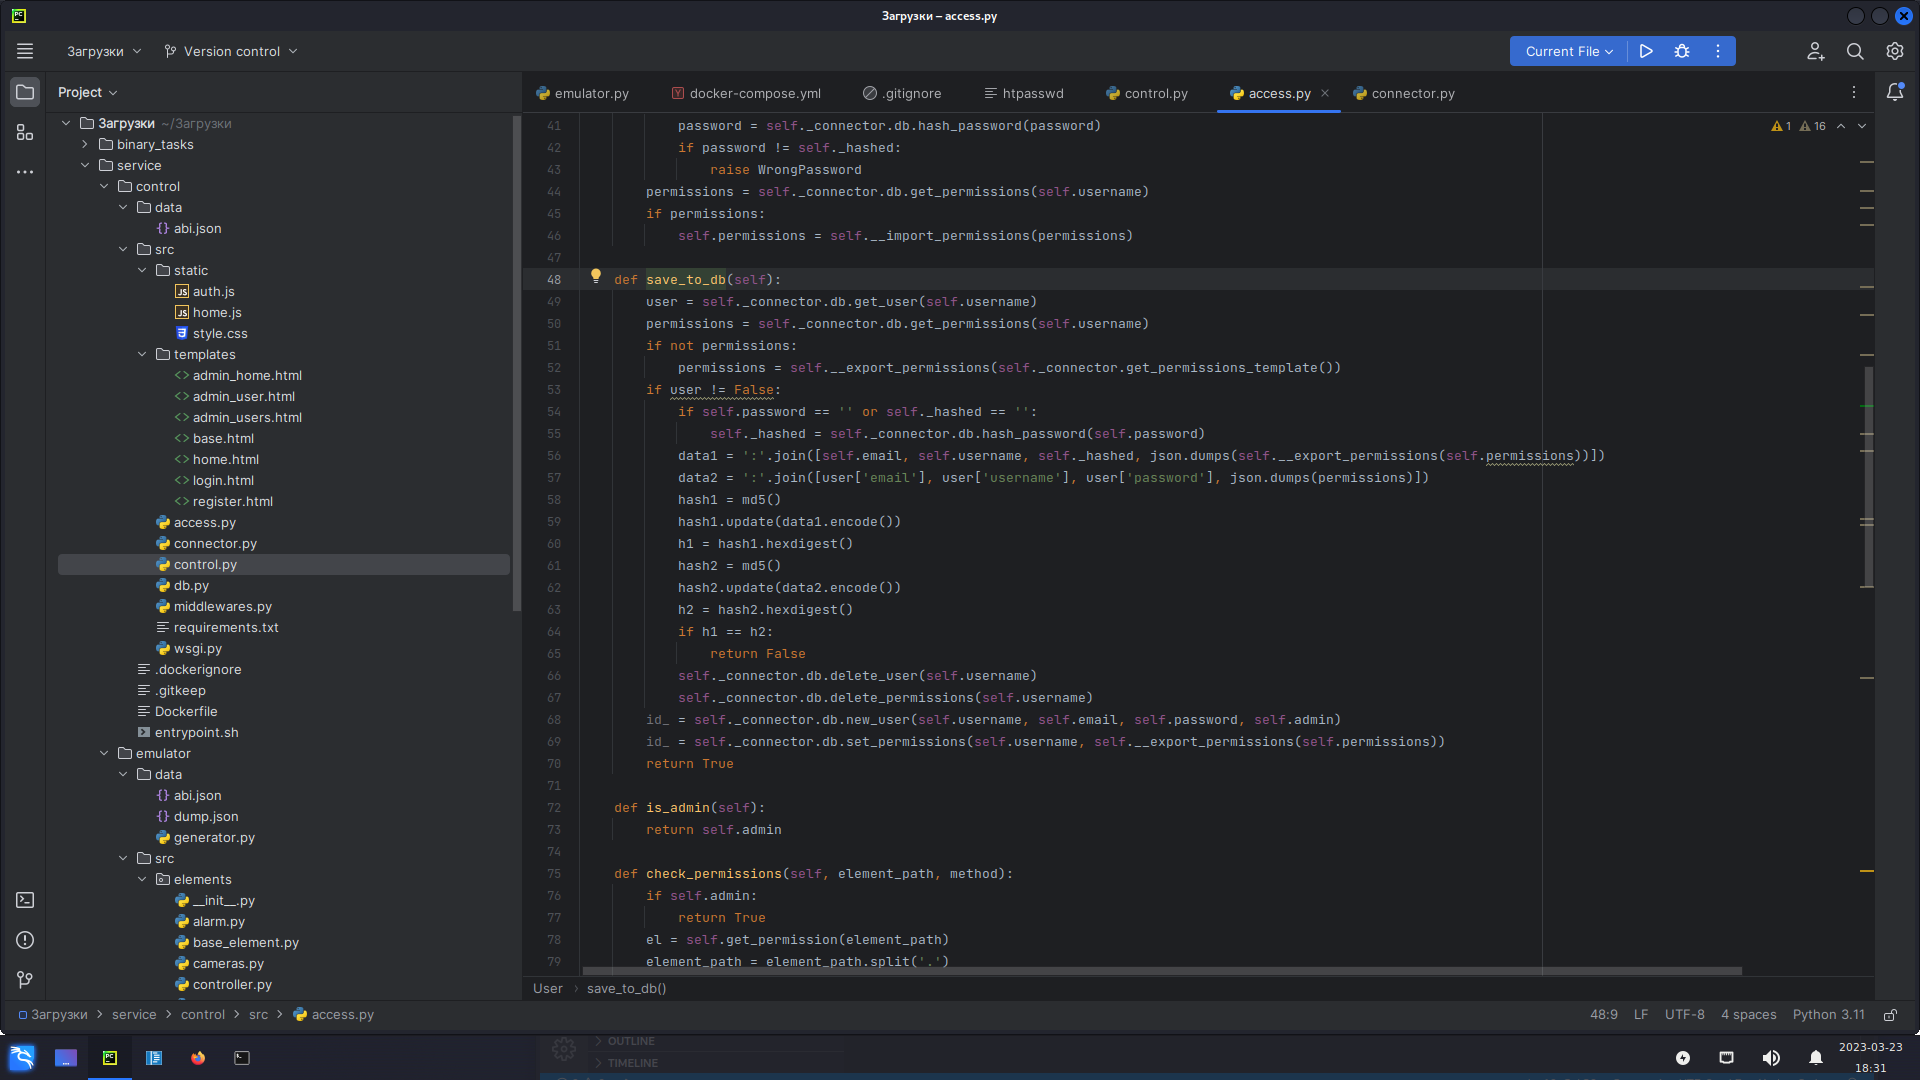 Загрузки – access.py
Загрузки
Version control
Current File
Project
emulator.py
docker-compose.yml
.gitignore
htpasswd
control.py
access.py
connector.py
Загрузки ~/Загрузки
binary_tasks
service
control
data
abi.json
src
static
auth.js
home.js
style.css
templates
admin_home.html
admin_user.html
admin_users.html
base.html
home.html
login.html
register.html
access.py
connector.py
control.py
db.py
middlewares.py
requirements.txt
wsgi.py
.dockerignore
.gitkeep
Dockerfile
entrypoint.sh
emulator
data
abi.json
dump.json
generator.py
src
elements
__init__.py
alarm.py
base_element.py
cameras.py
controller.py
1 16
41 password = self._connector.db.hash_password(password)
42 if password != self._hashed:
43 raise WrongPassword
44 permissions = self._connector.db.get_permissions(self.username)
45 if permissions:
46 self.permissions = self.__import_permissions(permissions)
47
48 def save_to_db(self):
49 user = self._connector.db.get_user(self.username)
50 permissions = self._connector.db.get_permissions(self.username)
51 if not permissions:
52 permissions = self.__export_permissions(self._connector.get_permissions_template())
53 if user != False:
54 if self.password == '' or self._hashed == '':
55 self._hashed = self._connector.db.hash_password(self.password)
56 data1 = ':'.join([self.email, self.username, self._hashed, json.dumps(self.__export_permissions(self.permissions))])
57 data2 = ':'.join([user['email'], user['username'], user['password'], json.dumps(permissions)])
58 hash1 = md5()
59 hash1.update(data1.encode())
60 h1 = hash1.hexdigest()
61 hash2 = md5()
62 hash2.update(data2.encode())
63 h2 = hash2.hexdigest()
64 if h1 == h2:
65 return False
66 self._connector.db.delete_user(self.username)
67 self._connector.db.delete_permissions(self.username)
68 id_ = self._connector.db.new_user(self.username, self.email, self.password, self.admin)
69 id_ = self._connector.db.set_permissions(self.username, self.__export_permissions(self.permissions))
70 return True
71
72 def is_admin(self):
73 return self.admin
74
75 def check_permissions(self, element_path, method):
76 if self.admin:
77 return True
78 el = self.get_permission(element_path)
79 element_path = element_path.split('.')
User › save_to_db()
Загрузки › service › control › src › access.py
48:9 LF UTF-8 4 spaces Python 3.11
OUTLINE
TIMELINE
2023-03-23
18:31